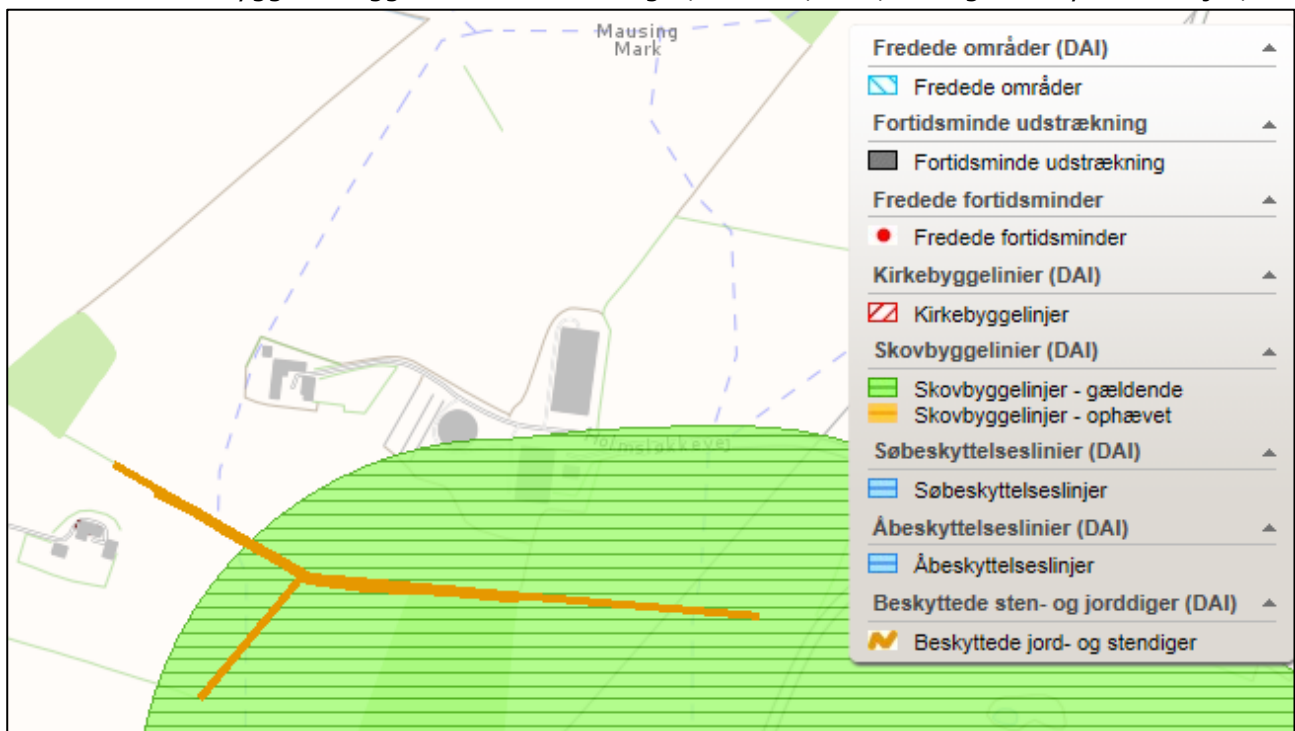 Mausing
Mark
Holmsløkkevej
Fredede områder (DAI)
Fredede områder
Fortidsminde udstrækning
Fortidsminde udstrækning
Fredede fortidsminder
Fredede fortidsminder
Kirkebyggelinier (DAI)
Kirkebyggelinjer
Skovbyggelinier (DAI)
Skovbyggelinjer - gældende
Skovbyggelinjer - ophævet
Søbeskyttelseslinier (DAI)
Søbeskyttelseslinjer
Åbeskyttelseslinier (DAI)
Åbeskyttelseslinjer
Beskyttede sten- og jorddiger (DAI)
Beskyttede jord- og stendiger